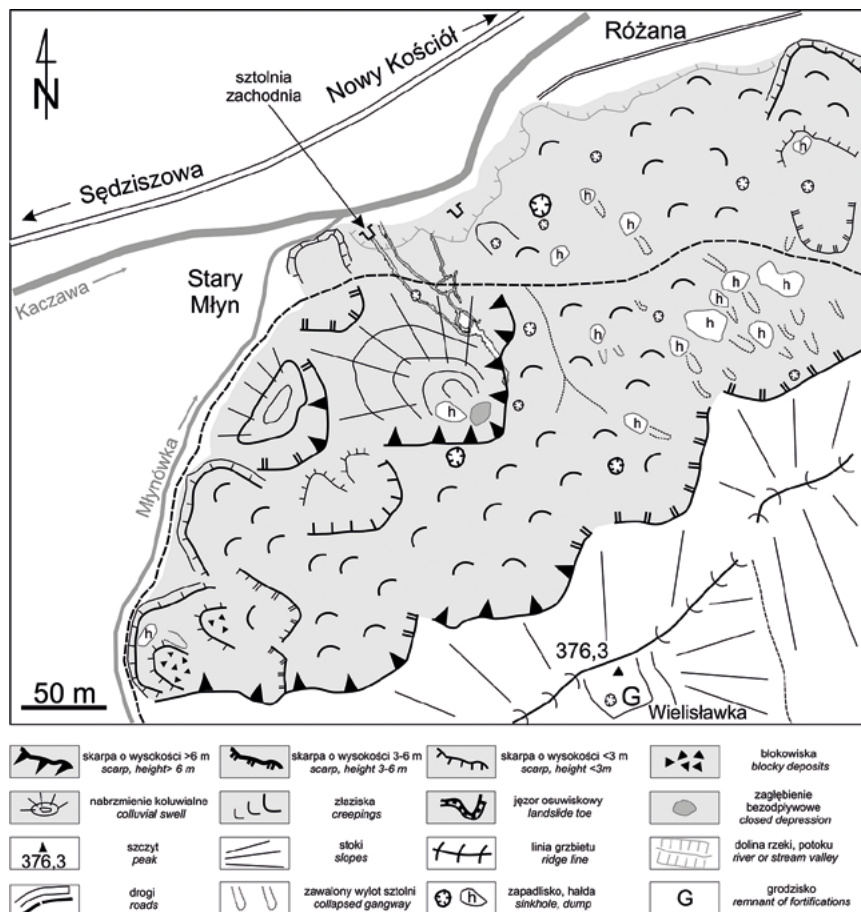 Różana
Nowy Kościół
sztolnia
zachodnia
N
Sędziszowa
h
Kaczawa
Stary
Młyn
h
h
h
h
h
h
h
h
h
h
h
h
h
Młynówka
h
376,3
G
Wielisławka
50 m
skarpa o wysokości >6 m
scarp, height> 6 m
skarpa o wysokości 3-6 m
scarp, height 3-6 m
skarpa o wysokości <3 m
scarp, height <3m
blokowiska
blocky deposits
nabrzmienie koluwialne
colluvial swell
zleziska
creepings
jęzor osuwiskowy
landslide toe
zagłębienie
bezodpływowe
closed depression
szczyt
peak
376,3
stoki
slopes
linia grzbietu
ridge line
dolina rzeki, potoku
river or stream valley
drogi
roads
zawalony wylot sztolni
collapsed gangway
h
zapadlisko, hałda
sinkhole, dump
G
grodzisko
remnant of fortifications